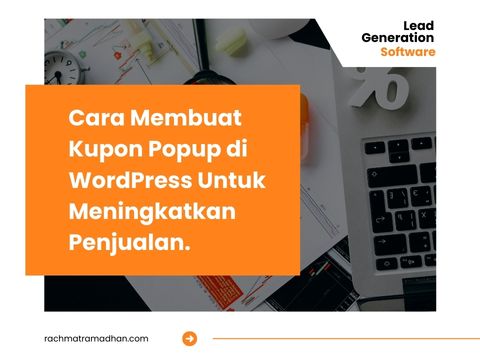 Lead
Generation
Software
%
Cara Membuat
Kupon Popup di
WordPress Untuk
Meningkatkan
Penjualan.
rachmatramadhan.com